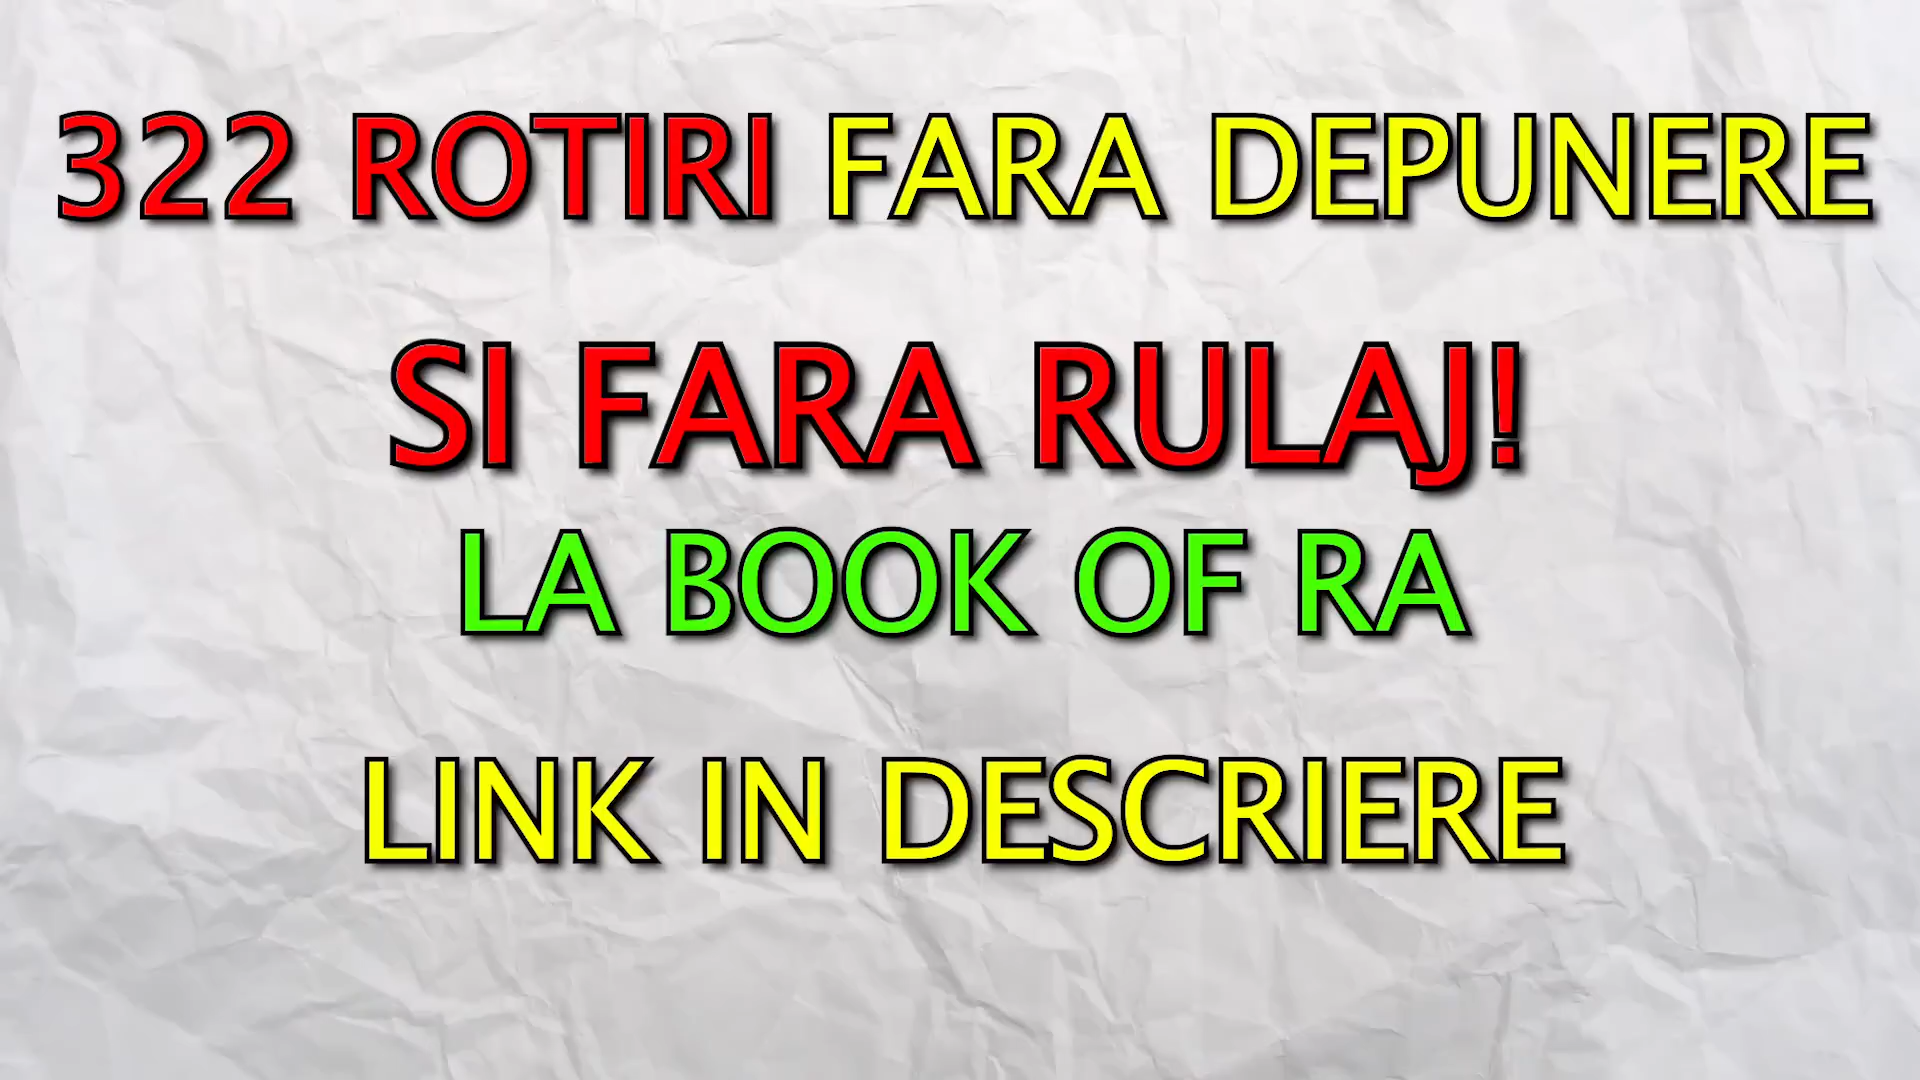 322 ROTIRI FARA DEPUNERE
SI FARA RULAJ!
LA BOOK OF RA
LINK IN DESCRIERE